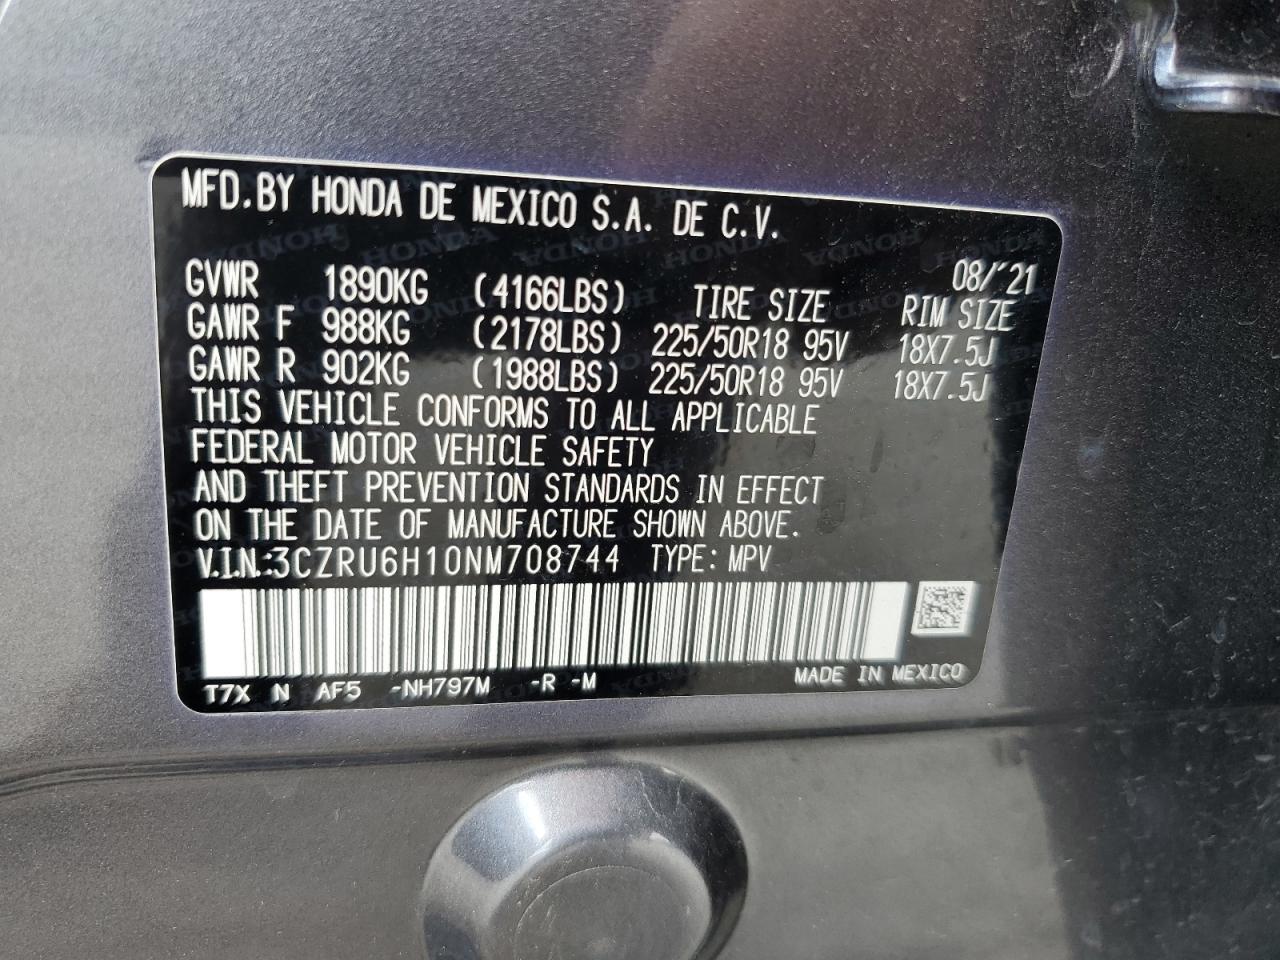 MFD.BY HONDA DE MEXICO S.A. DE C.V.
08/'21
GVWR 1890KG (4166LBS) TIRE SIZE RIM SIZE
GAWR F 988KG (2178LBS) 225/50R18 95V 18X7.5J
GAWR R 902KG (1988LBS) 225/50R18 95V 18X7.5J
THIS VEHICLE CONFORMS TO ALL APPLICABLE
FEDERAL MOTOR VEHICLE SAFETY
AND THEFT PREVENTION STANDARDS IN EFFECT
ON THE DATE OF MANUFACTURE SHOWN ABOVE.
V.I.N.:3CZRU6H10NM708744 TYPE: MPV
T7X N AF5 -NH797M -R -M MADE IN MEXICO